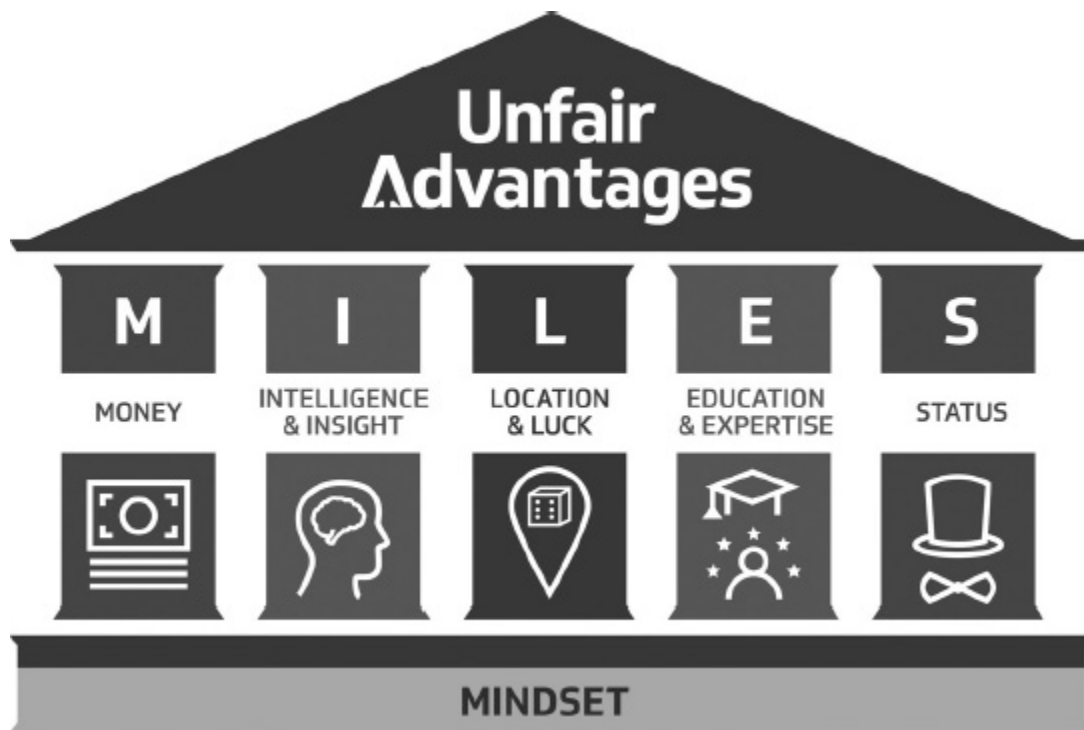 Unfair
Advantages
M
I
L
E
S
MONEY
INTELLIGENCE
& INSIGHT
LOCATION
& LUCK
EDUCATION
& EXPERTISE
STATUS
MINDSET